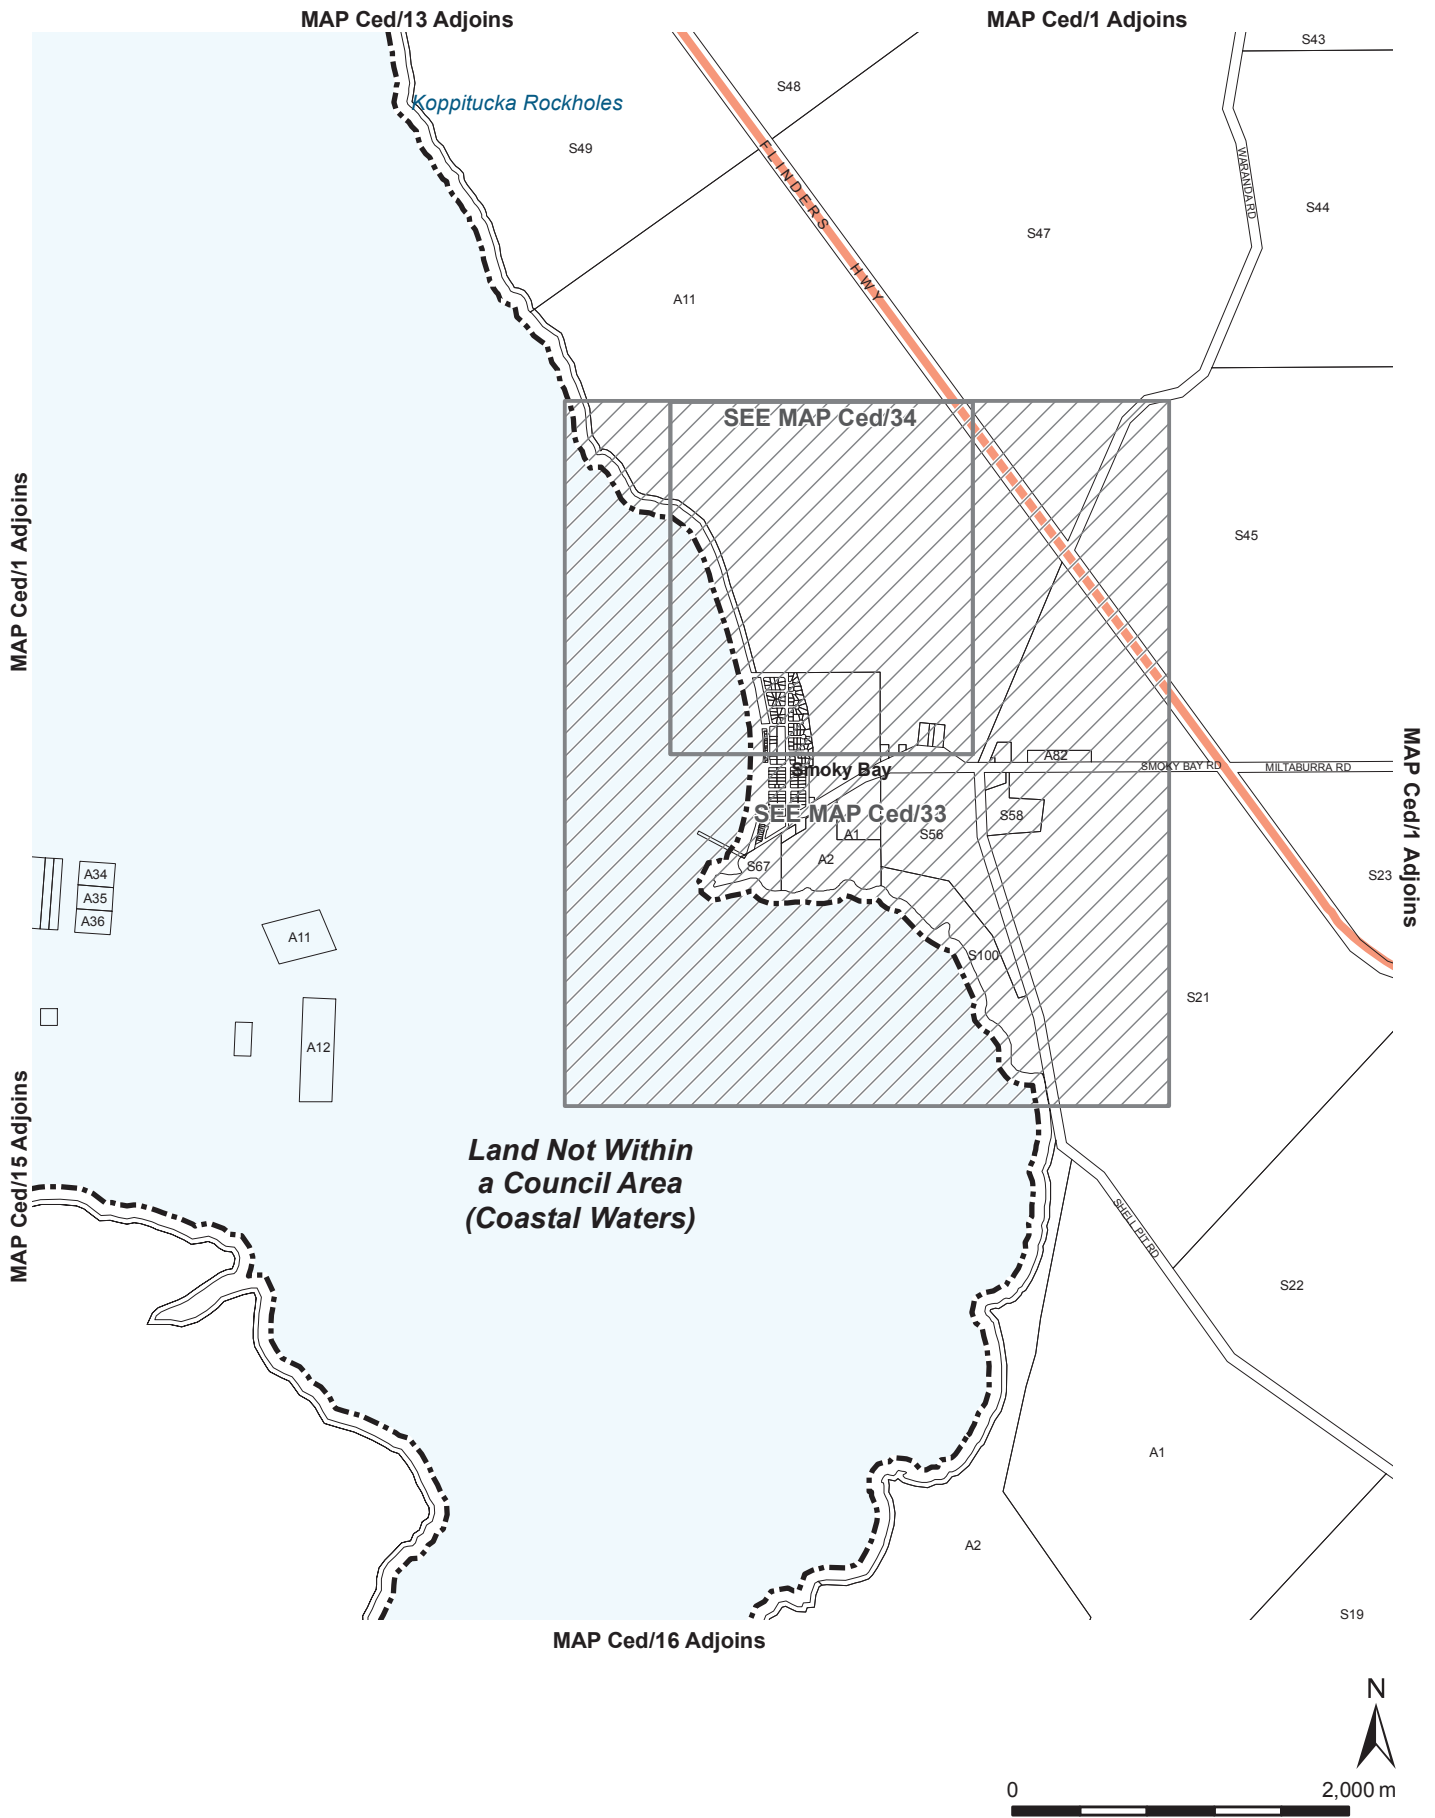 MAP Ced/13 Adjoins
MAP Ced/1 Adjoins
S43
S48
Koppitucka Rockholes
S49
FLINDERS HWY
WARANDA RD
S44
S47
A11
SEE MAP Ced/34
MAP Ced/1 Adjoins
S45
A82
SMOKY BAY RD
MILTABURRA RD
Smoky Bay
MAP Ced/1 Adjoins
SEE MAP Ced/33
S58
A1
S56
A2
S67
A34
S23
A35
A36
A11
S100
S21
A12
MAP Ced/15 Adjoins
Land Not Within
a Council Area
(Coastal Waters)
SHELL PIT RD
S22
A1
A2
S19
MAP Ced/16 Adjoins
N
0
2,000 m